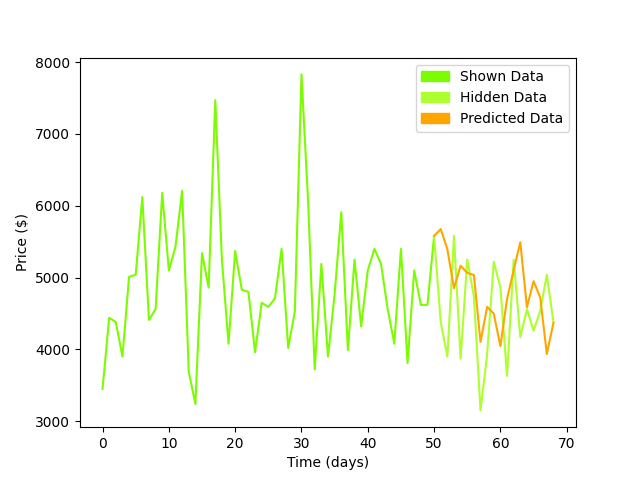 8000
7000
6000
5000
4000
3000
Price ($)
0 10 20 30 40 50 60 70
Time (days)
Shown Data
Hidden Data
Predicted Data